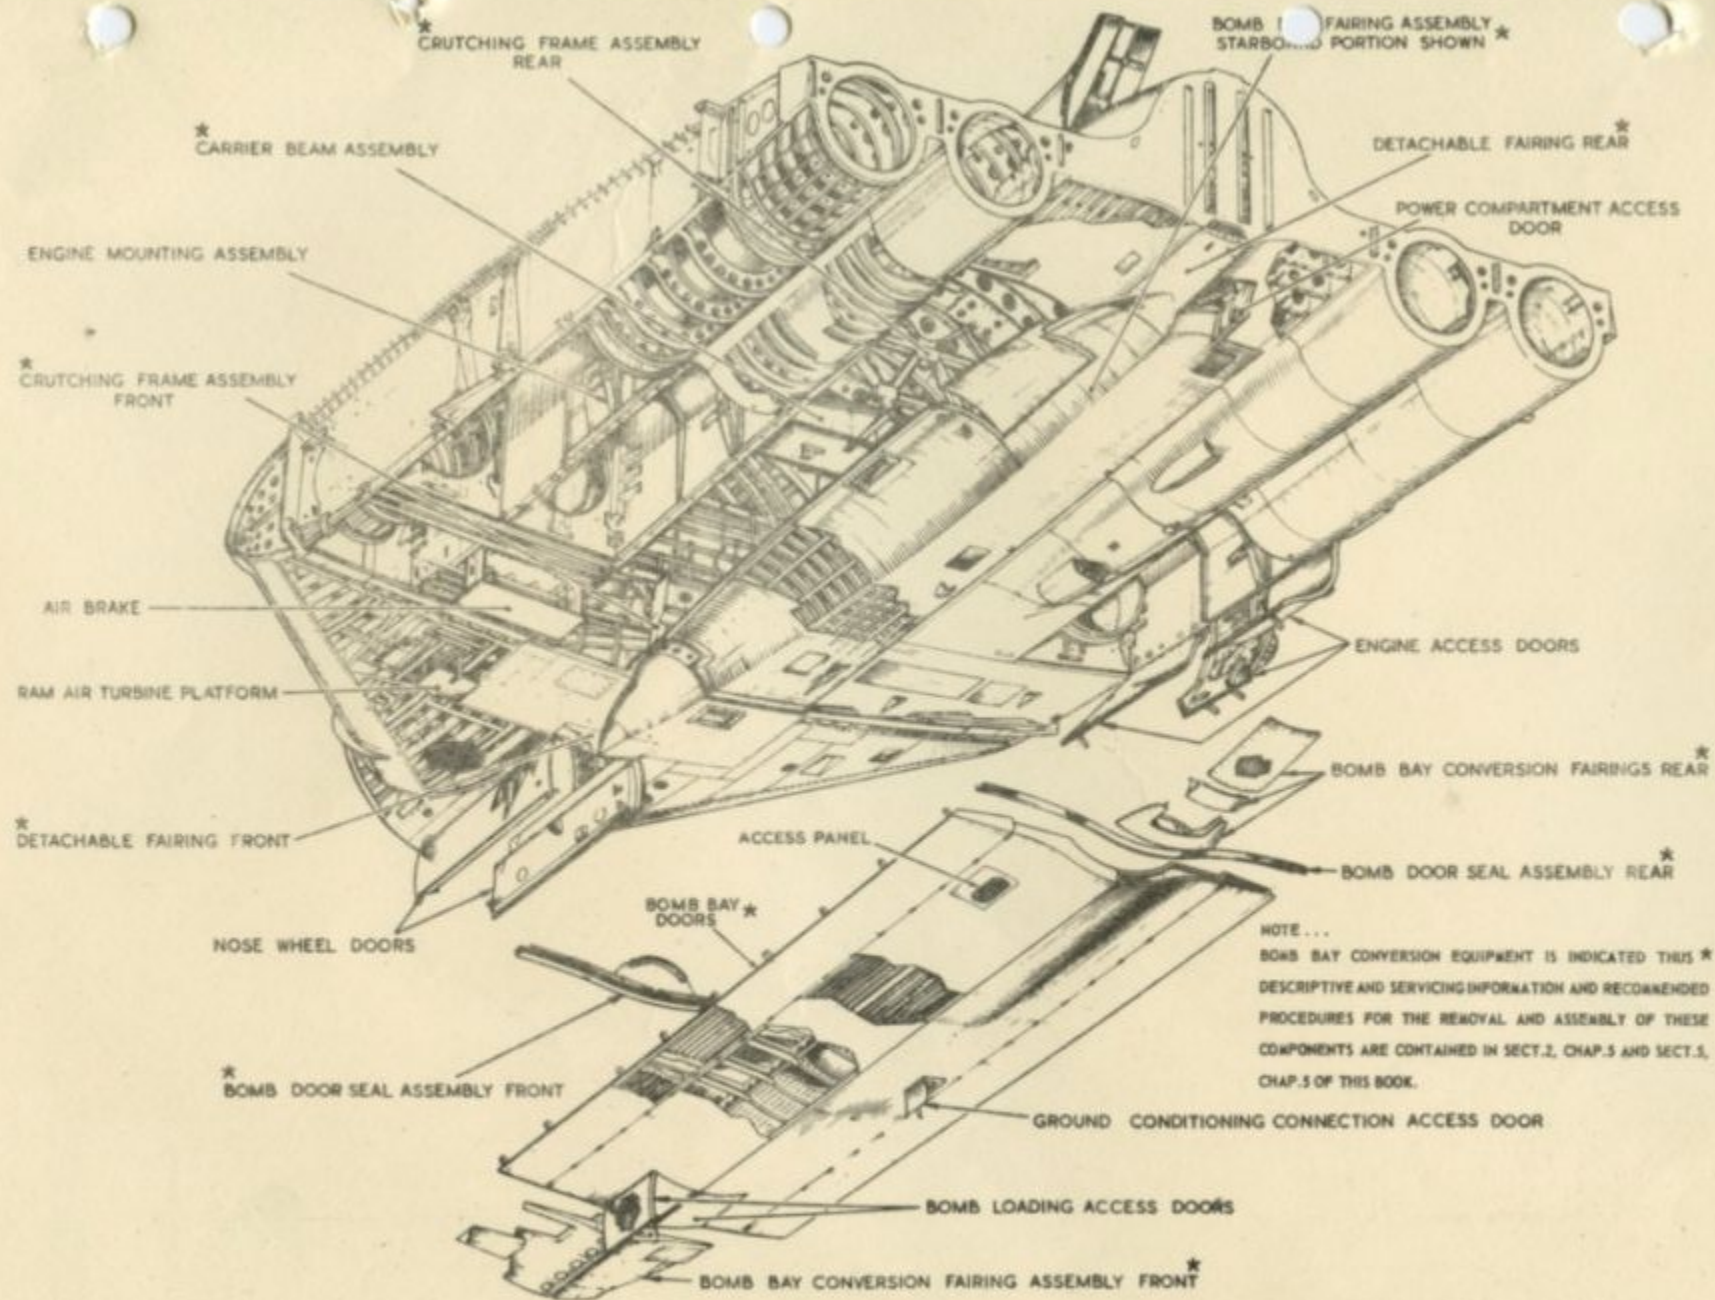 *
CRUTCHING FRAME ASSEMBLY
REAR
BOMB FAIRING ASSEMBLY
STARBOARD PORTION SHOWN *
*
CARRIER BEAM ASSEMBLY
*
DETACHABLE FAIRING REAR
POWER COMPARTMENT ACCESS
DOOR
ENGINE MOUNTING ASSEMBLY
*
CRUTCHING FRAME ASSEMBLY
FRONT
AIR BRAKE
ENGINE ACCESS DOORS
RAM AIR TURBINE PLATFORM
BOMB BAY CONVERSION FAIRINGS REAR *
*
DETACHABLE FAIRING FRONT
ACCESS PANEL
*
BOMB DOOR SEAL ASSEMBLY REAR
BOMB BAY *
DOORS
NOSE WHEEL DOORS
NOTE...
BOMB BAY CONVERSION EQUIPMENT IS INDICATED THUS *
DESCRIPTIVE AND SERVICING INFORMATION AND RECOMMENDED
PROCEDURES FOR THE REMOVAL AND ASSEMBLY OF THESE
COMPONENTS ARE CONTAINED IN SECT.2, CHAP.5 AND SECT.5,
CHAP.5 OF THIS BOOK.
*
BOMB DOOR SEAL ASSEMBLY FRONT
GROUND CONDITIONING CONNECTION ACCESS DOOR
BOMB LOADING ACCESS DOORS
BOMB BAY CONVERSION FAIRING ASSEMBLY FRONT *